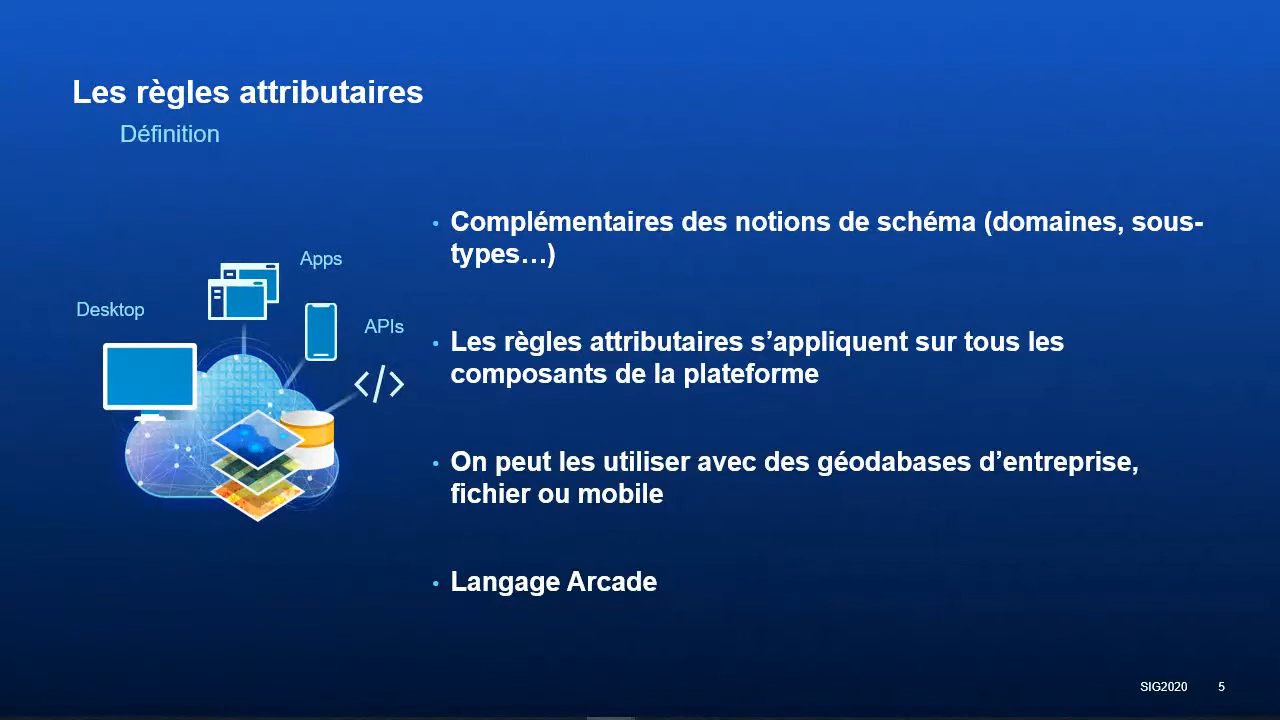 Les règles attributaires
Définition
Apps
Desktop
APIs
</>
• Complémentaires des notions de schéma (domaines, sous-
types…)
• Les règles attributaires s’appliquent sur tous les
composants de la plateforme
• On peut les utiliser avec des géodabases d’entreprise,
fichier ou mobile
• Langage Arcade
SIG2020 5